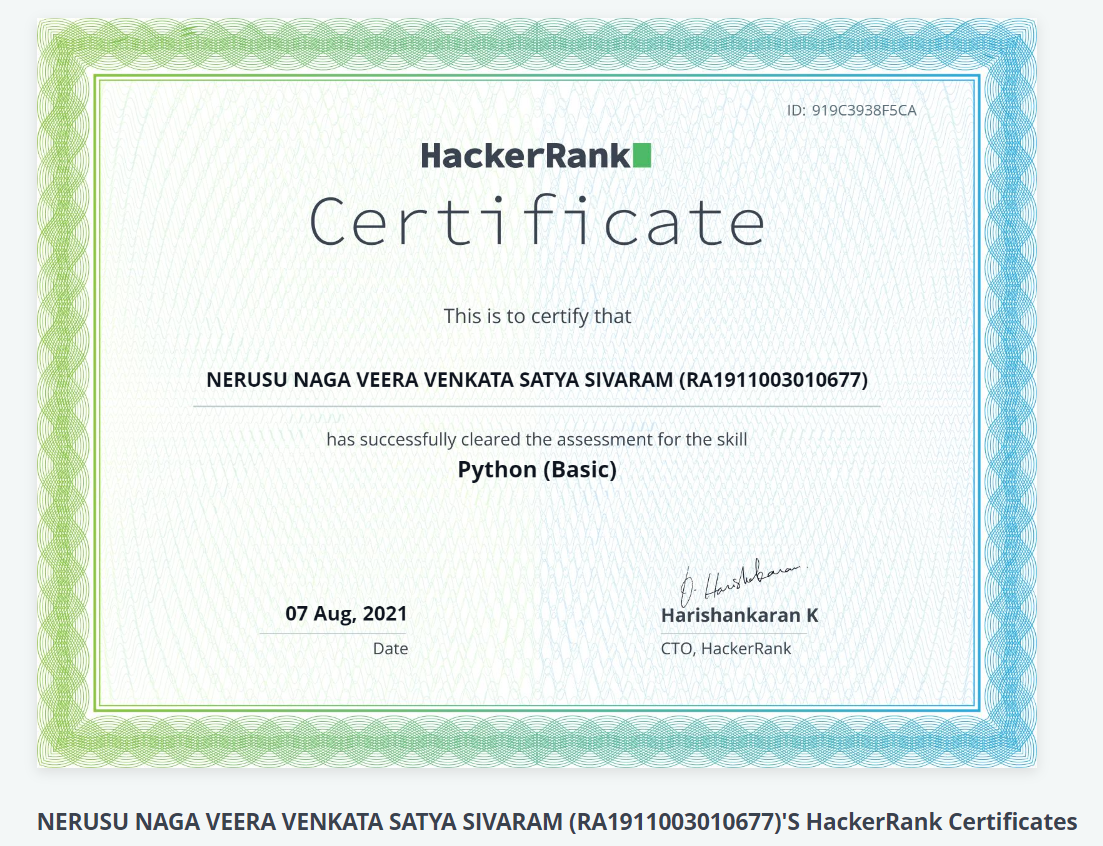 ID: 919C3938F5CA
HackerRank
Certificate
This is to certify that
NERUSU NAGA VEERA VENKATA SATYA SIVARAM (RA1911003010677)
has successfully cleared the assessment for the skill
Python (Basic)
07 Aug, 2021
Date
Harishankaran
Harishankaran K
CTO, HackerRank
NERUSU NAGA VEERA VENKATA SATYA SIVARAM (RA1911003010677)'S HackerRank Certificates